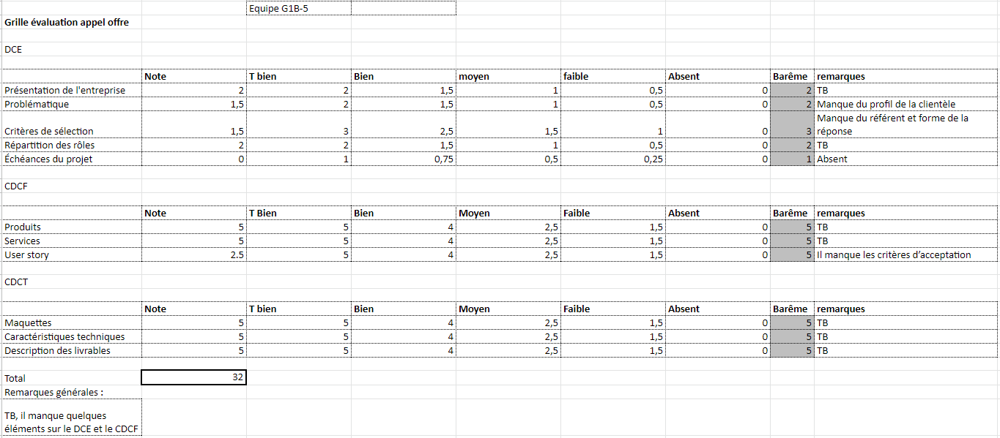 Equipe G1B-5
Grille évaluation appel offre
DCE
Note T bien Bien moyen faible Absent Barême remarques
Présentation de l'entreprise 2 2 1,5 1 0,5 0 2 TB
Problématique 1,5 2 1,5 1 0,5 0 2 Manque du profil de la clientèle
Manque du référent et forme de la
Critères de sélection 1,5 3 2,5 1,5 1 0 3 réponse
Répartition des rôles 2 2 1,5 1 0,5 0 2 TB
Échéances du projet 0 1 0,75 0,5 0,25 0 1 Absent
CDCF
Note T Bien Bien Moyen Faible Absent Barême remarques
Produits 5 5 4 2,5 1,5 0 5 TB
Services 5 5 4 2,5 1,5 0 5 TB
User story 2.5 5 4 2,5 1,5 0 5 Il manque les critères d’acceptation
CDCT
Note T bien Bien Moyen Faible Absent Barême remarques
Maquettes 5 5 4 2,5 1,5 0 5 TB
Caractéristiques techniques 5 5 4 2,5 1,5 0 5 TB
Description des livrables 5 5 4 2,5 1,5 0 5 TB
Total 32
Remarques générales :
TB, il manque quelques
éléments sur le DCE et le CDCF